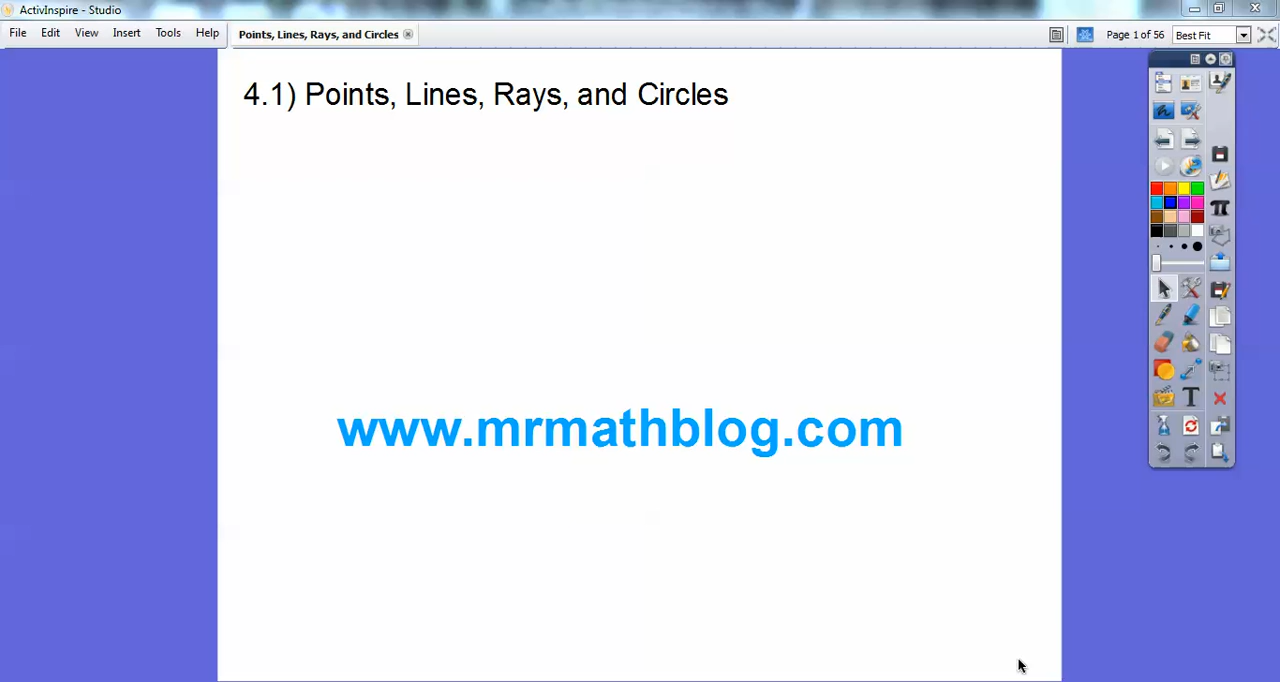 ActivInspire - Studio
File Edit View Insert Tools Help
Points, Lines, Rays, and Circles
Page 1 of 56
Best Fit
4.1) Points, Lines, Rays, and Circles
www.mrmathblog.com